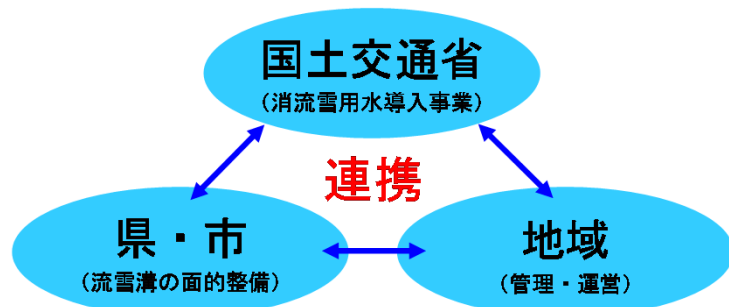 国土交通省
（消流雪用水導入事業）
連携
県・市
（流雪溝の面的整備）
地域
（管理・運営）